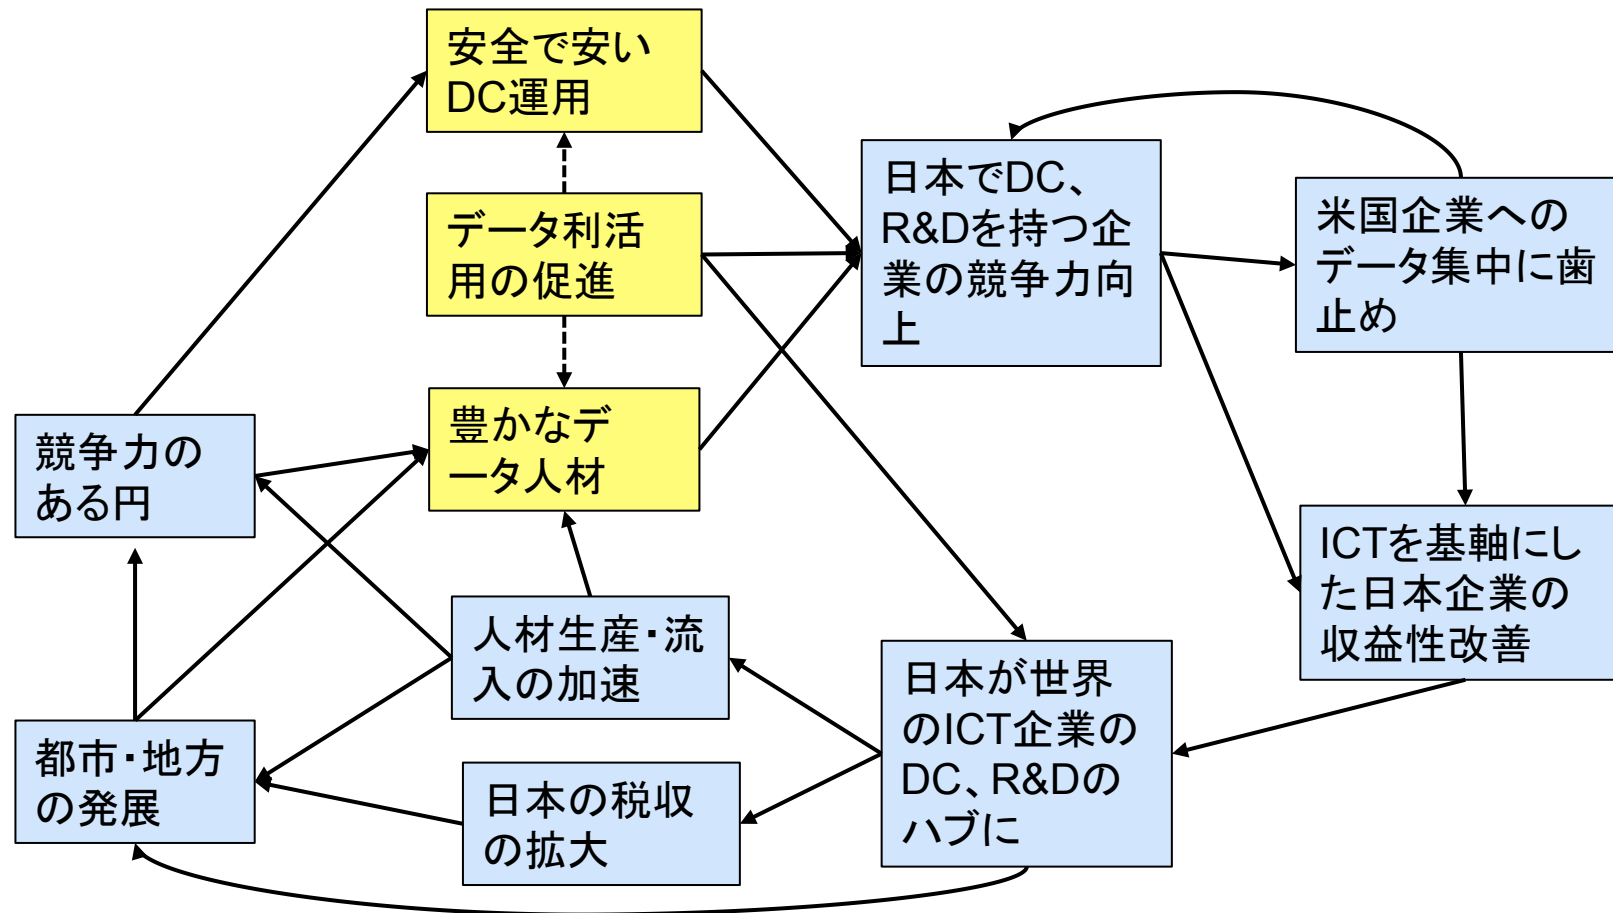 安全で安い
DC運用
データ利活
用の促進
豊かなデ
ータ人材
日本でDC、
R&Dを持つ企
業の競争力向
上
米国企業への
データ集中に歯
止め
競争力の
ある円
ICTを基軸にし
た日本企業の
収益性改善
人材生産・流
入の加速
日本が世界
のICT企業の
DC、R&Dの
ハブに
都市・地方
の発展
日本の税収
の拡大